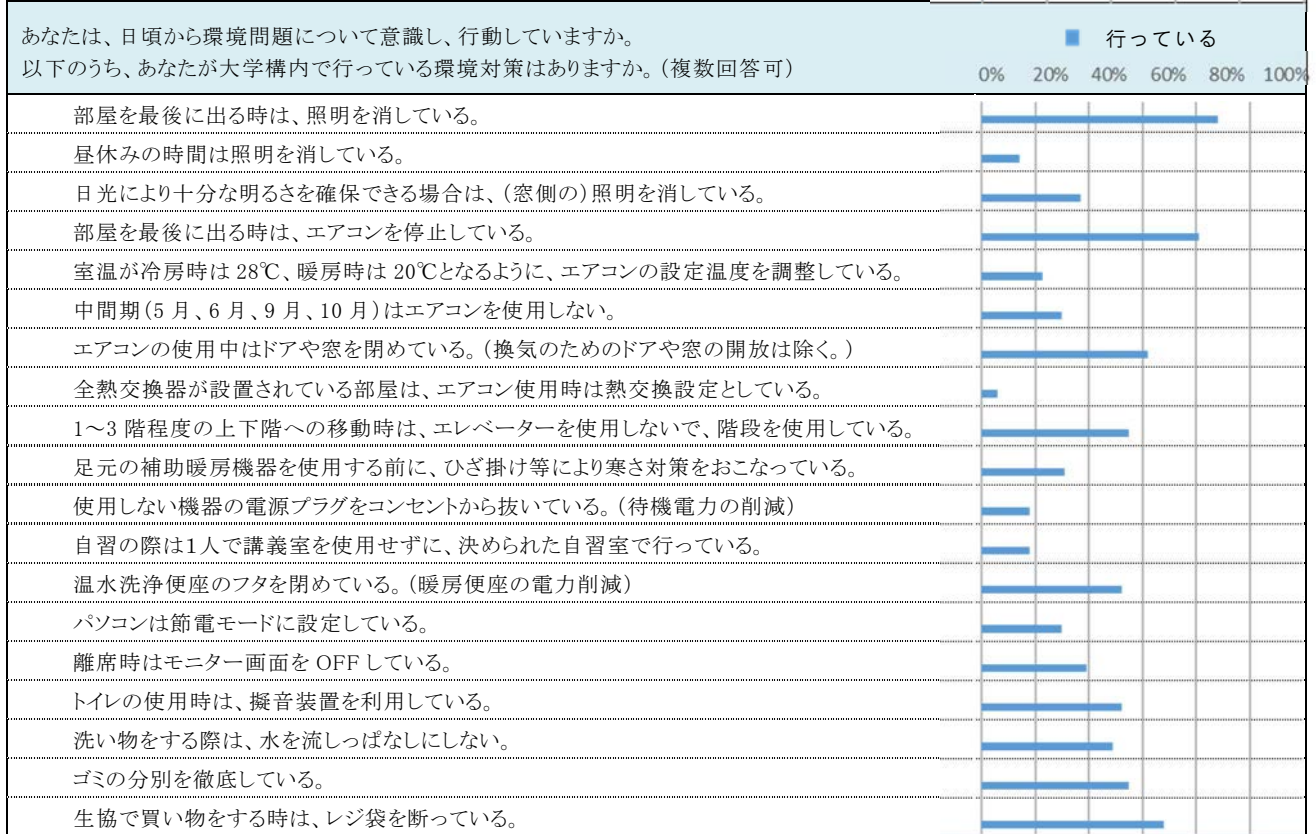 あなたは、日頃から環境問題について意識し、行動していますか。
以下のうち、あなたが大学構内で行っている環境対策はありますか。（複数回答可）
行っている
0% 20% 40% 60% 80% 100%
部屋を最後に出る時は、照明を消している。
昼休みの時間は照明を消している。
日光により十分な明るさを確保できる場合は、（窓側の）照明を消している。
部屋を最後に出る時は、エアコンを停止している。
室温が冷房時は 28℃、暖房時は 20℃となるように、エアコンの設定温度を調整している。
中間期（5 月、6 月、9 月、10 月）はエアコンを使用しない。
エアコンの使用中はドアや窓を閉めている。（換気のためのドアや窓の開放は除く。）
全熱交換器が設置されている部屋は、エアコン使用時は熱交換設定としている。
1～3 階程度の上下階への移動時は、エレベーターを使用しないで、階段を使用している。
足元の補助暖房機器を使用する前に、ひざ掛け等により寒さ対策をおこなっている。
使用しない機器の電源プラグをコンセントから抜いている。（待機電力の削減）
自習の際は1人で講義室を使用せずに、決められた自習室で行っている。
温水洗浄便座のフタを閉めている。（暖房便座の電力削減）
パソコンは節電モードに設定している。
離席時はモニター画面を OFF している。
トイレの使用時は、擬音装置を利用している。
洗い物をする際は、水を流しっぱなしにしない。
ゴミの分別を徹底している。
生協で買い物をする時は、レジ袋を断っている。